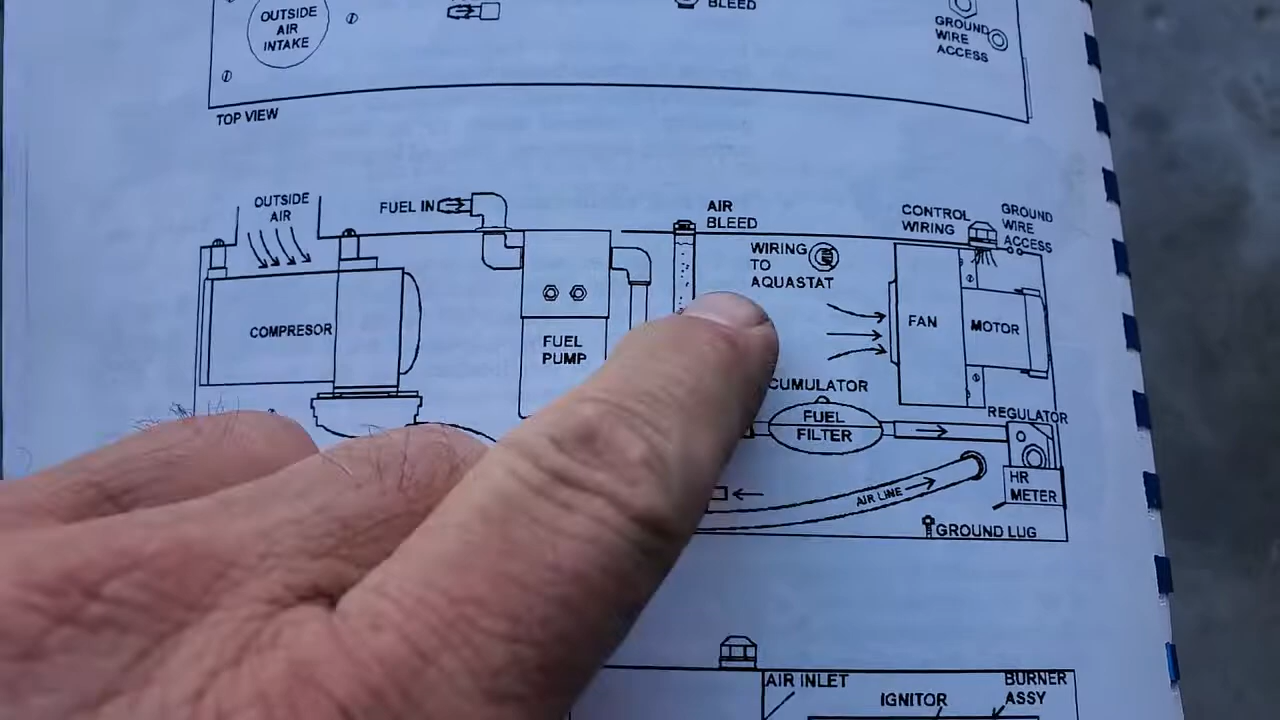 OUTSIDE
AIR
INTAKE
BLEED
GROUND
WIRE
ACCESS
TOP VIEW
OUTSIDE
AIR
FUEL IN
AIR
BLEED
WIRING
TO
AQUASTAT
CONTROL
WIRING
GROUND
WIRE
ACCESS
COMPRESOR
FUEL
PUMP
FAN
MOTOR
CUMULATOR
FUEL
FILTER
REGULATOR
HR
METER
AIR LINE
GROUND LUG
AIR INLET
IGNITOR
BURNER
ASSY